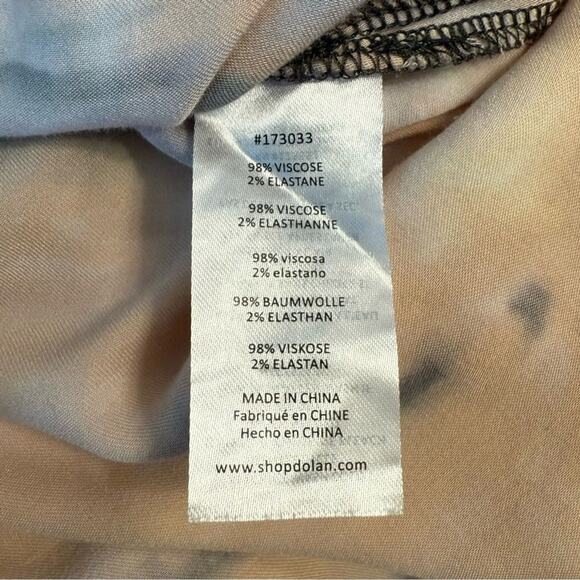 #173033
98% VISCOSE
2% ELASTANE
98% VISCOSE
2% ELASTHANNE
98% viscosa
2% elastano
98% BAUMWOLLE
2% ELASTHAN
98% VISKOSE
2% ELASTAN
MADE IN CHINA
Fabriqué en CHINE
Hecho en CHINA
www.shopdolan.com